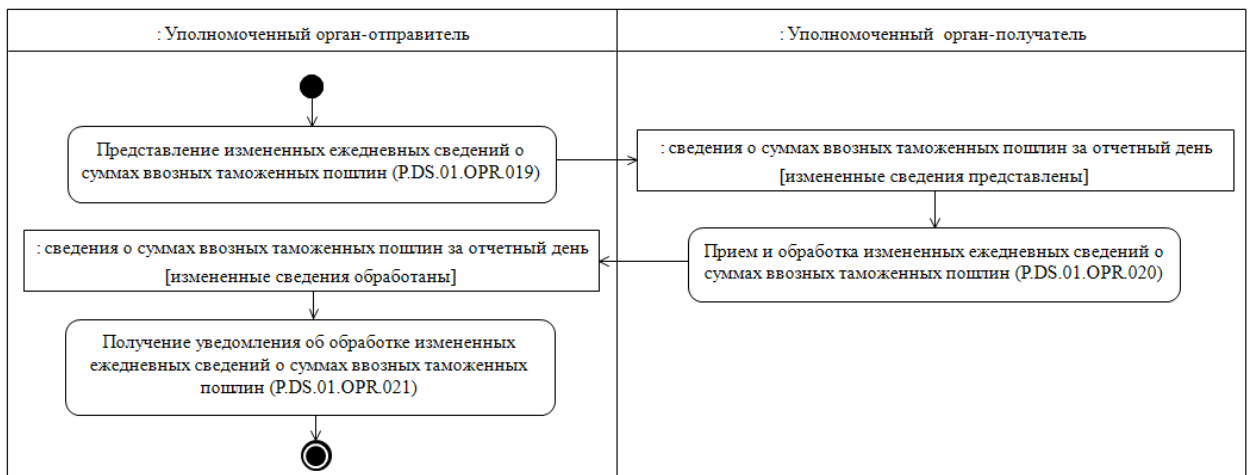 : Уполномоченный орган-отправитель
: Уполномоченный орган-получатель
Представление измененных ежедневных сведений о
суммах ввозных таможенных пошлин (P.DS.01.OPR.019)
: сведения о суммах ввозных таможенных пошлин за отчетный день
[измененные сведения представлены]
Прием и обработка измененных ежедневных сведений о
суммах ввозных таможенных пошлин (P.DS.01.OPR.020)
: сведения о суммах ввозных таможенных пошлин за отчетный день
[измененные сведения обработаны]
Получение уведомления об обработке измененных
ежедневных сведений о суммах ввозных таможенных
пошлин (P.DS.01.OPR.021)